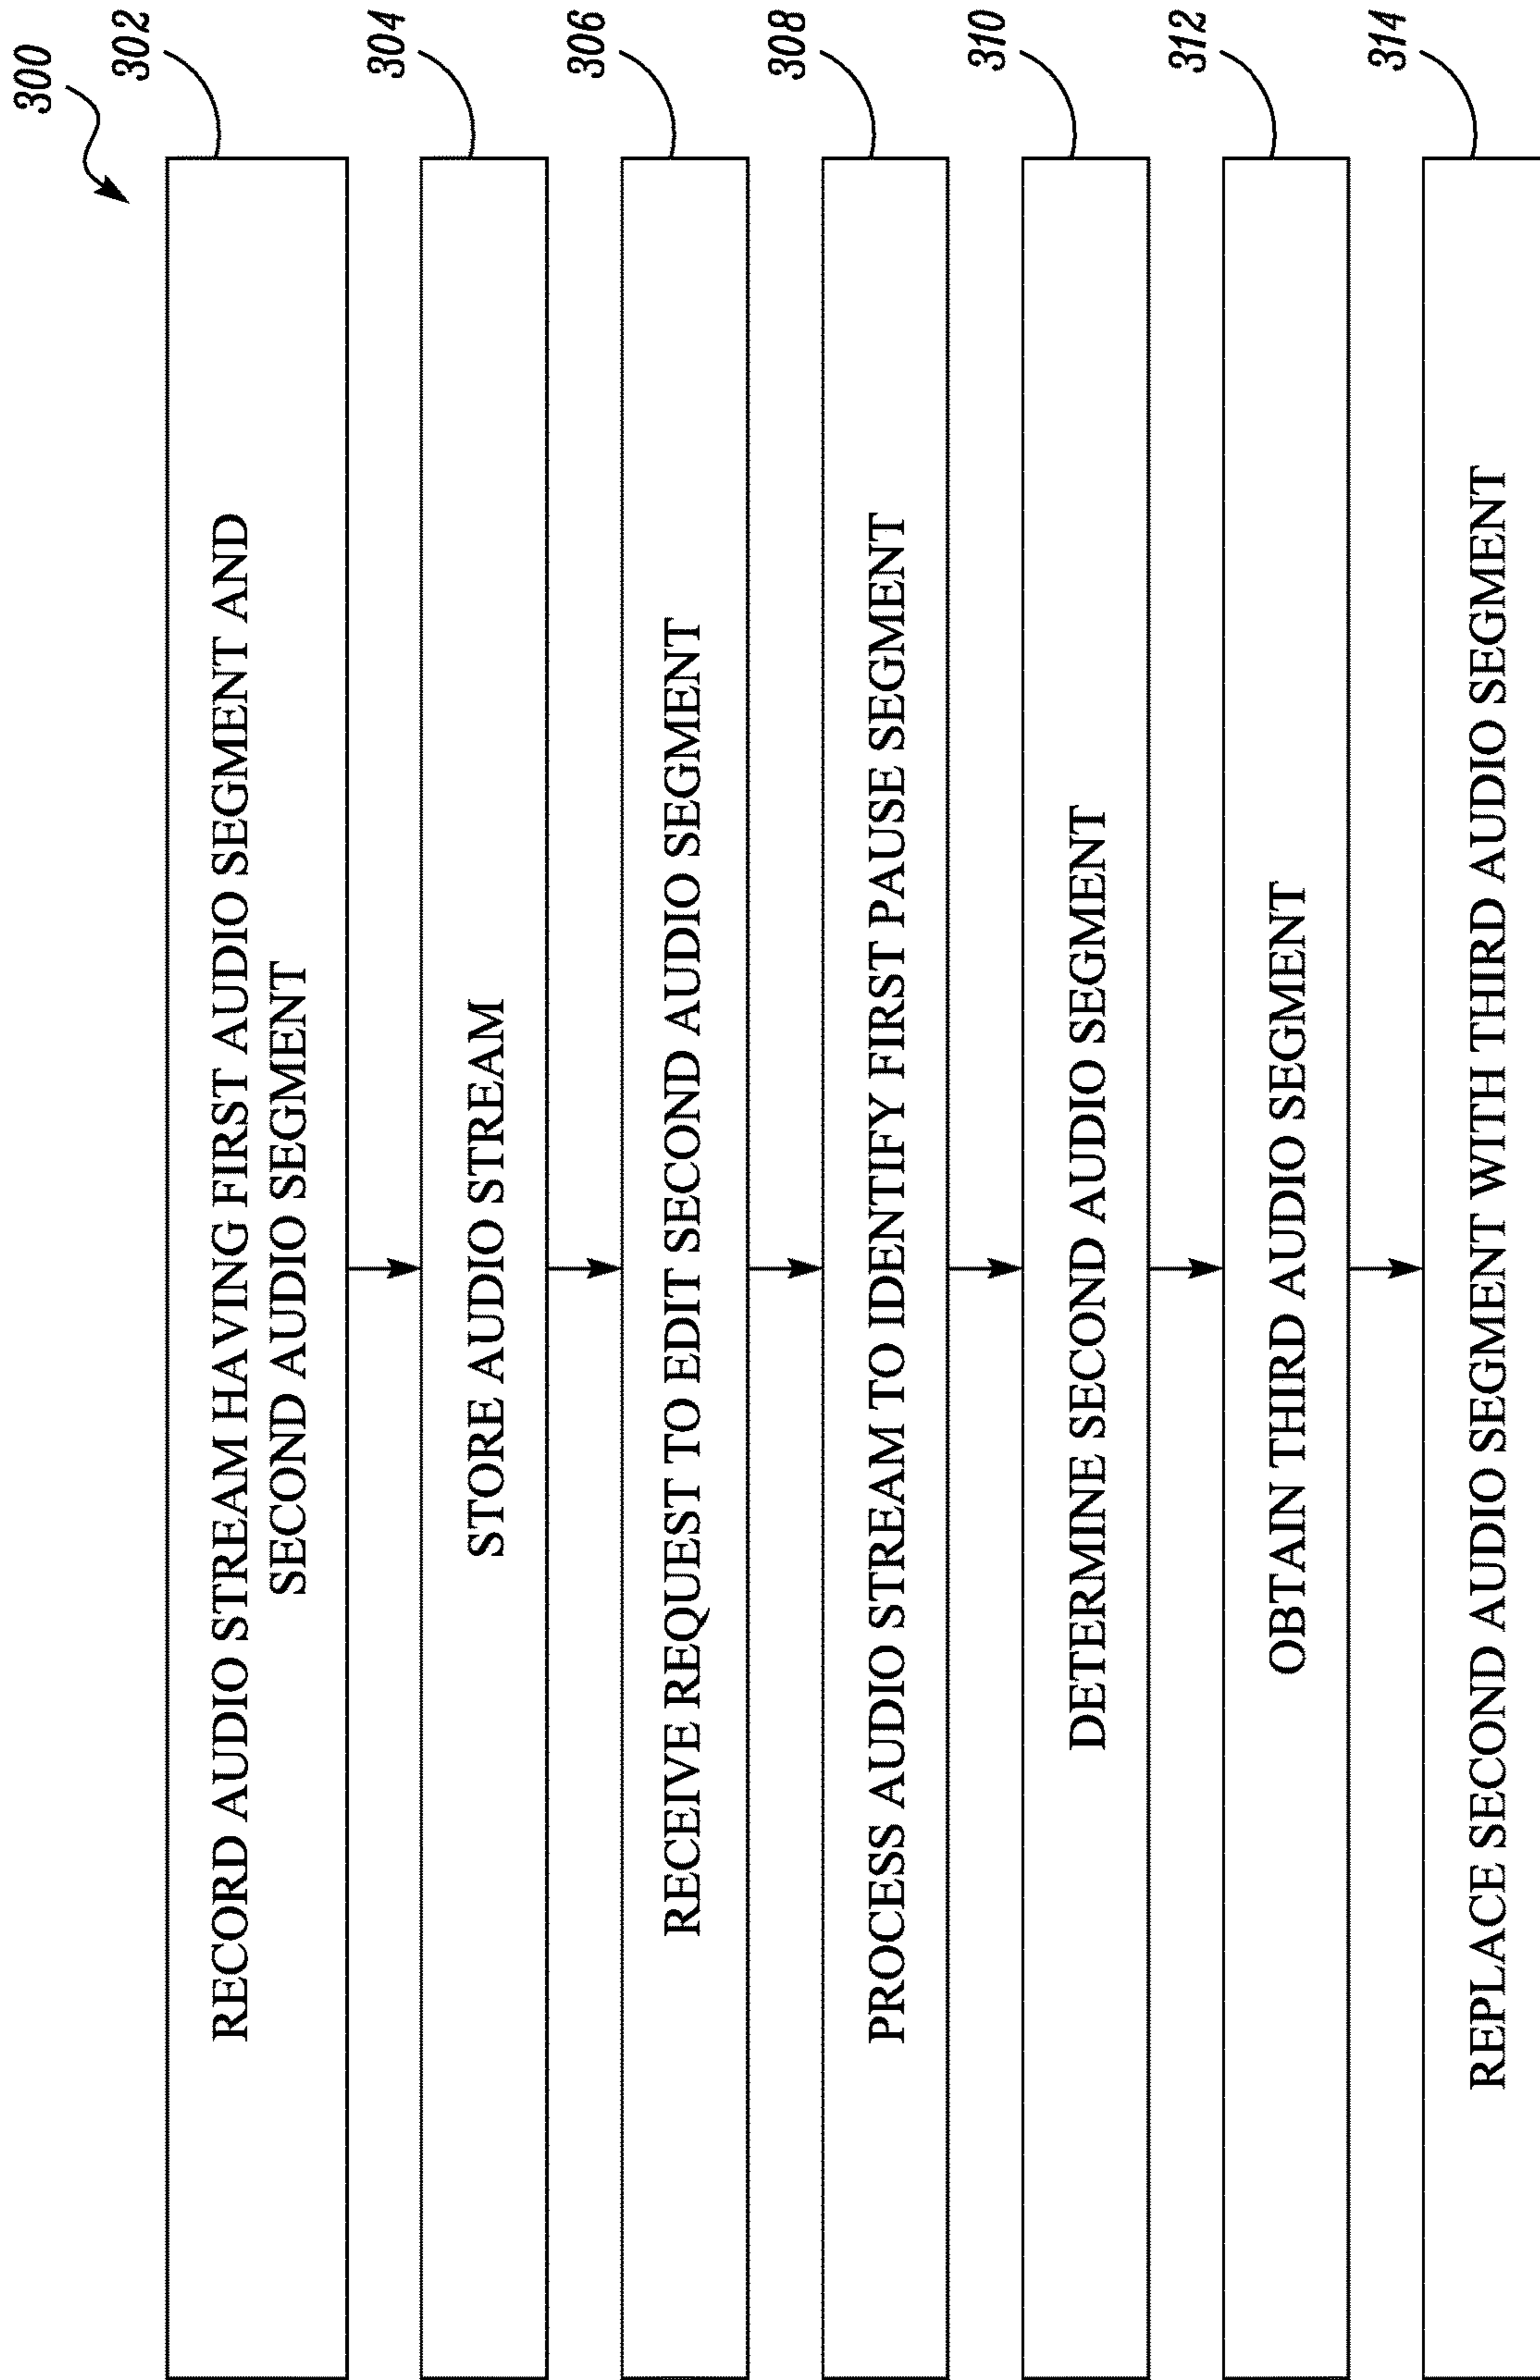 300
302
RECORD AUDIO STREAM HAVING FIRST AUDIO SEGMENT AND
SECOND AUDIO SEGMENT
304
STORE AUDIO STREAM
306
RECEIVE REQUEST TO EDIT SECOND AUDIO SEGMENT
308
PROCESS AUDIO STREAM TO IDENTIFY FIRST PAUSE SEGMENT
310
DETERMINE SECOND AUDIO SEGMENT
312
OBTAIN THIRD AUDIO SEGMENT
314
REPLACE SECOND AUDIO SEGMENT WITH THIRD AUDIO SEGMENT